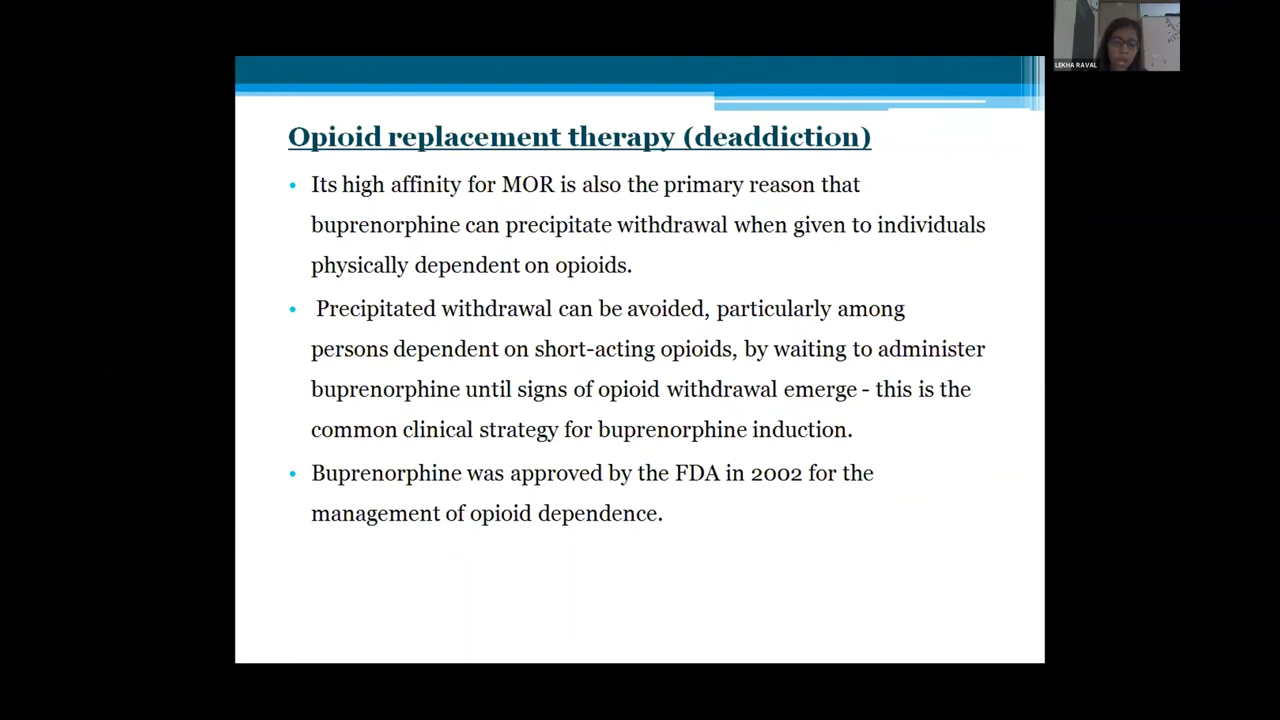 LEKHA RAVAL
Opioid replacement therapy (deaddiction)
• Its high affinity for MOR is also the primary reason that
buprenorphine can precipitate withdrawal when given to individuals
physically dependent on opioids.
• Precipitated withdrawal can be avoided, particularly among
persons dependent on short-acting opioids, by waiting to administer
buprenorphine until signs of opioid withdrawal emerge - this is the
common clinical strategy for buprenorphine induction.
• Buprenorphine was approved by the FDA in 2002 for the
management of opioid dependence.